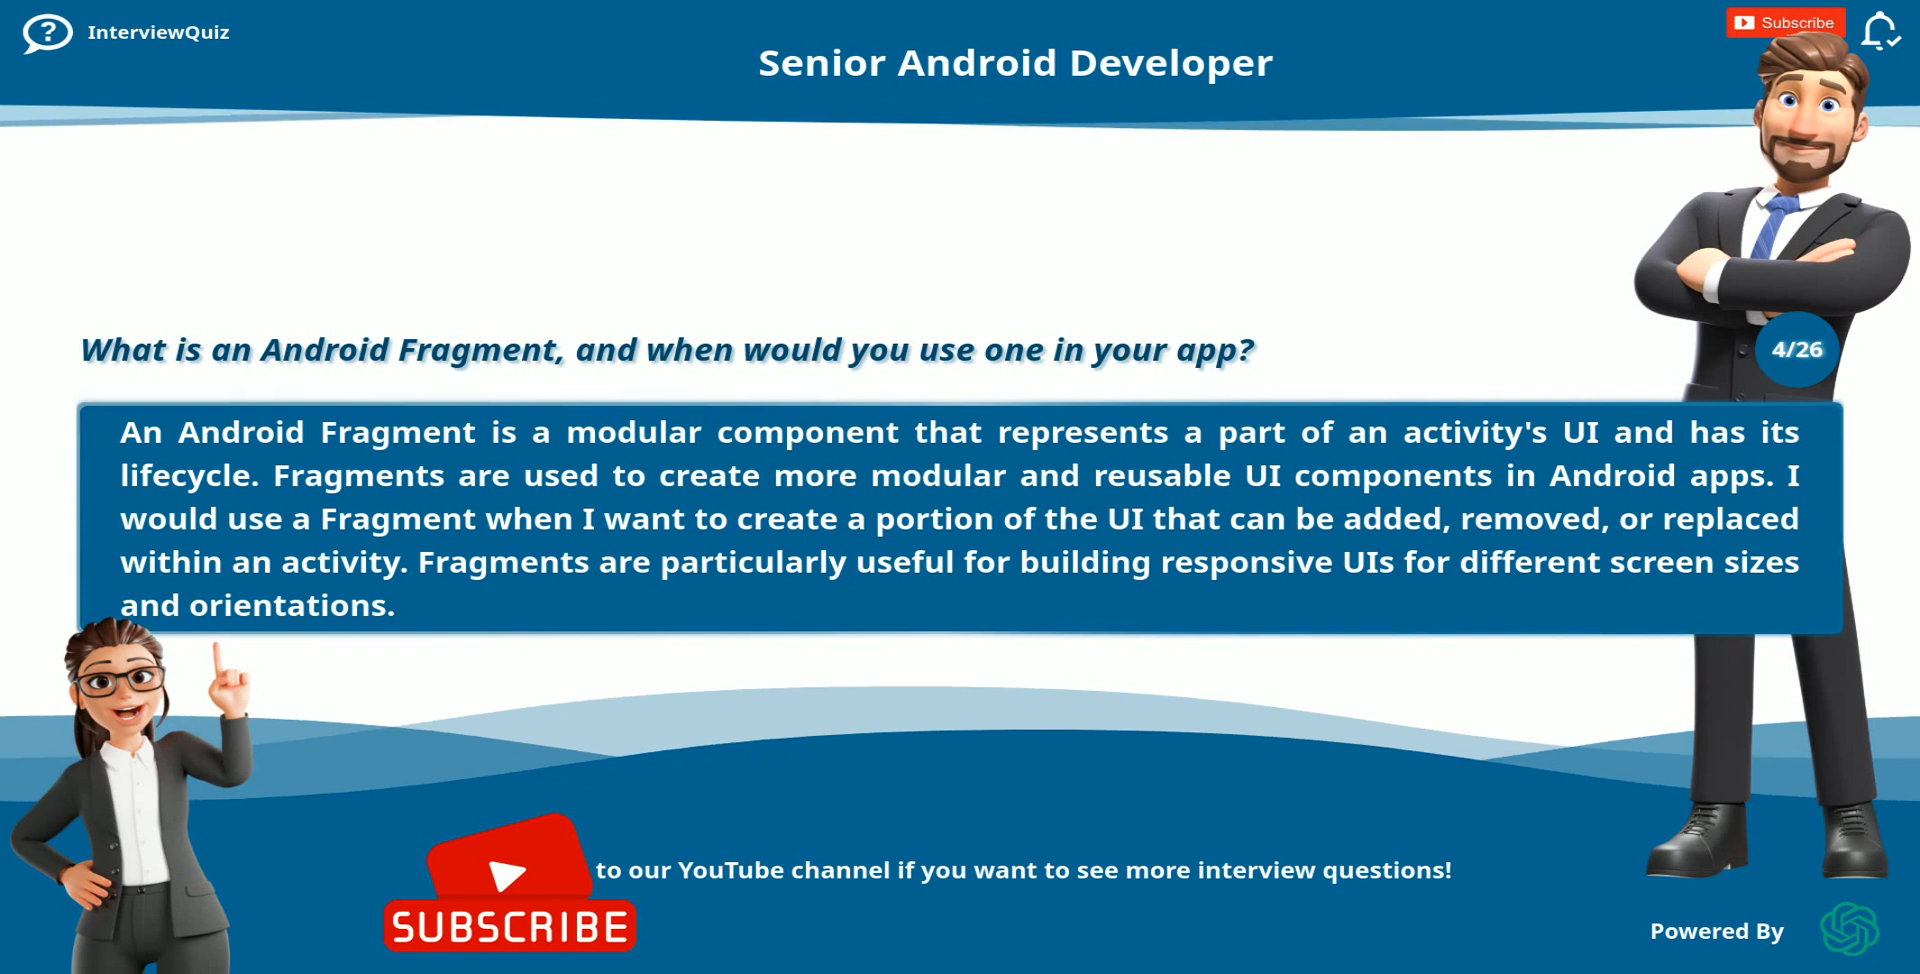 InterviewQuiz
Subscribe
Senior Android Developer
What is an Android Fragment, and when would you use one in your app?
4/26
An Android Fragment is a modular component that represents a part of an activity's UI and has its
lifecycle. Fragments are used to create more modular and reusable UI components in Android apps. I
would use a Fragment when I want to create a portion of the UI that can be added, removed, or replaced
within an activity. Fragments are particularly useful for building responsive UIs for different screen sizes
and orientations.
to our YouTube channel if you want to see more interview questions!
SUBSCRIBE
Powered By